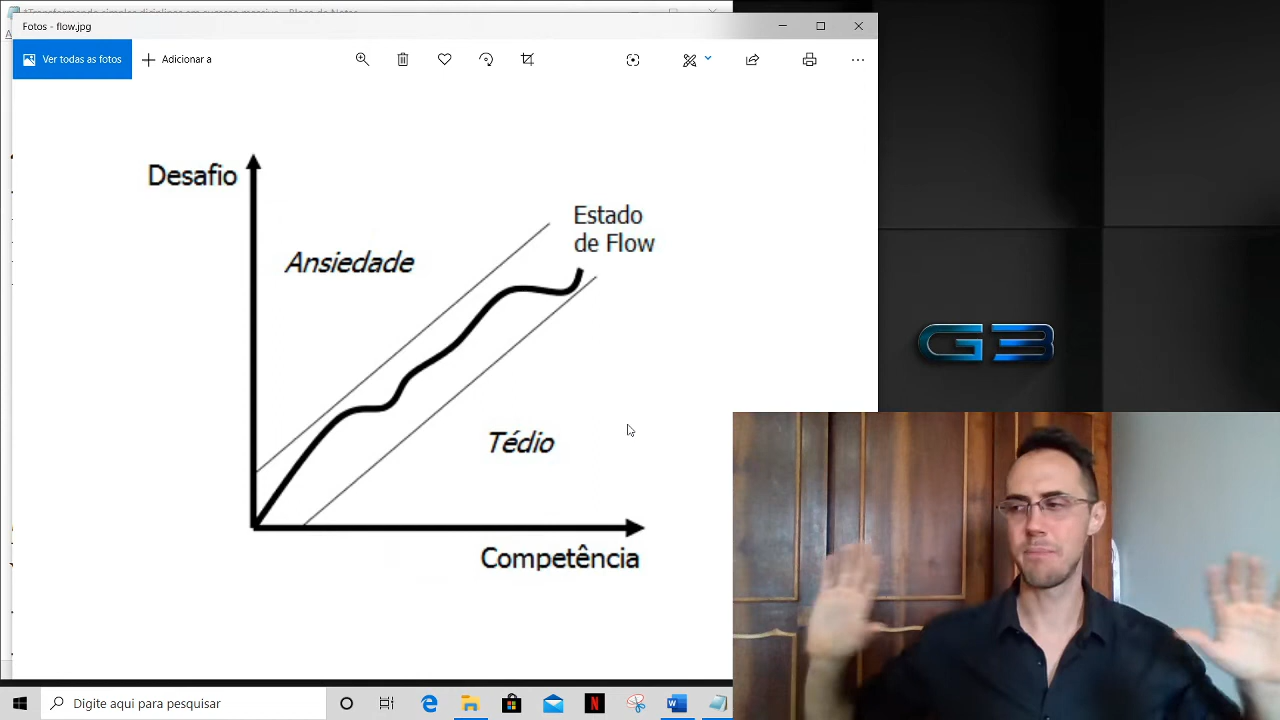 Fotos - flow.jpg
Ver todas as fotos
Adicionar a
Desafio
Estado
de Flow
Ansiedade
Tédio
Competência
G3
Digite aqui para pesquisar